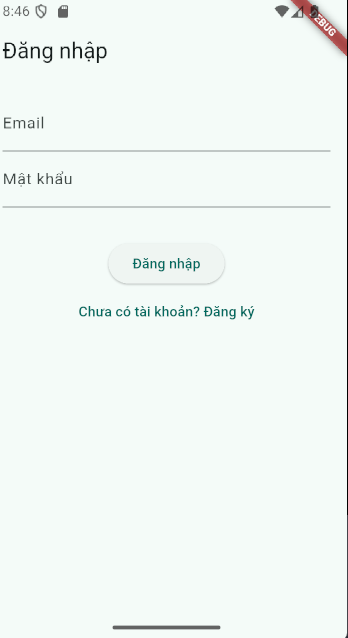 8:46
DEBUG
Đăng nhập
Email
Mật khẩu
Đăng nhập
Chưa có tài khoản? Đăng ký